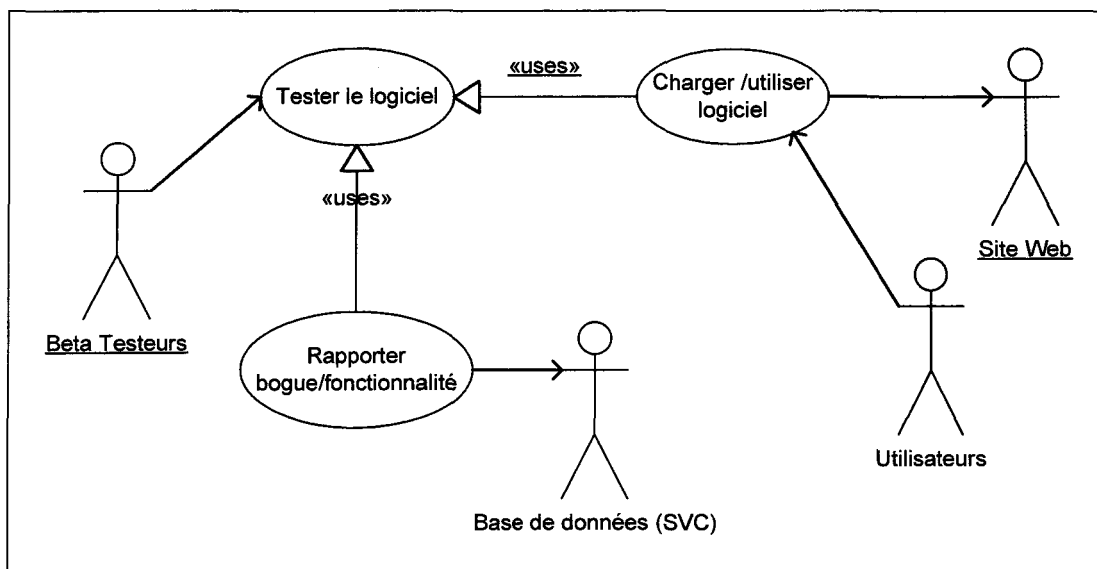 «uses»
Tester le logiciel
Charger /utiliser
logiciel
«uses»
Site Web
Beta Testeurs
Rapporter
bogue/fonctionnalité
Utilisateurs
Base de données (SVC)